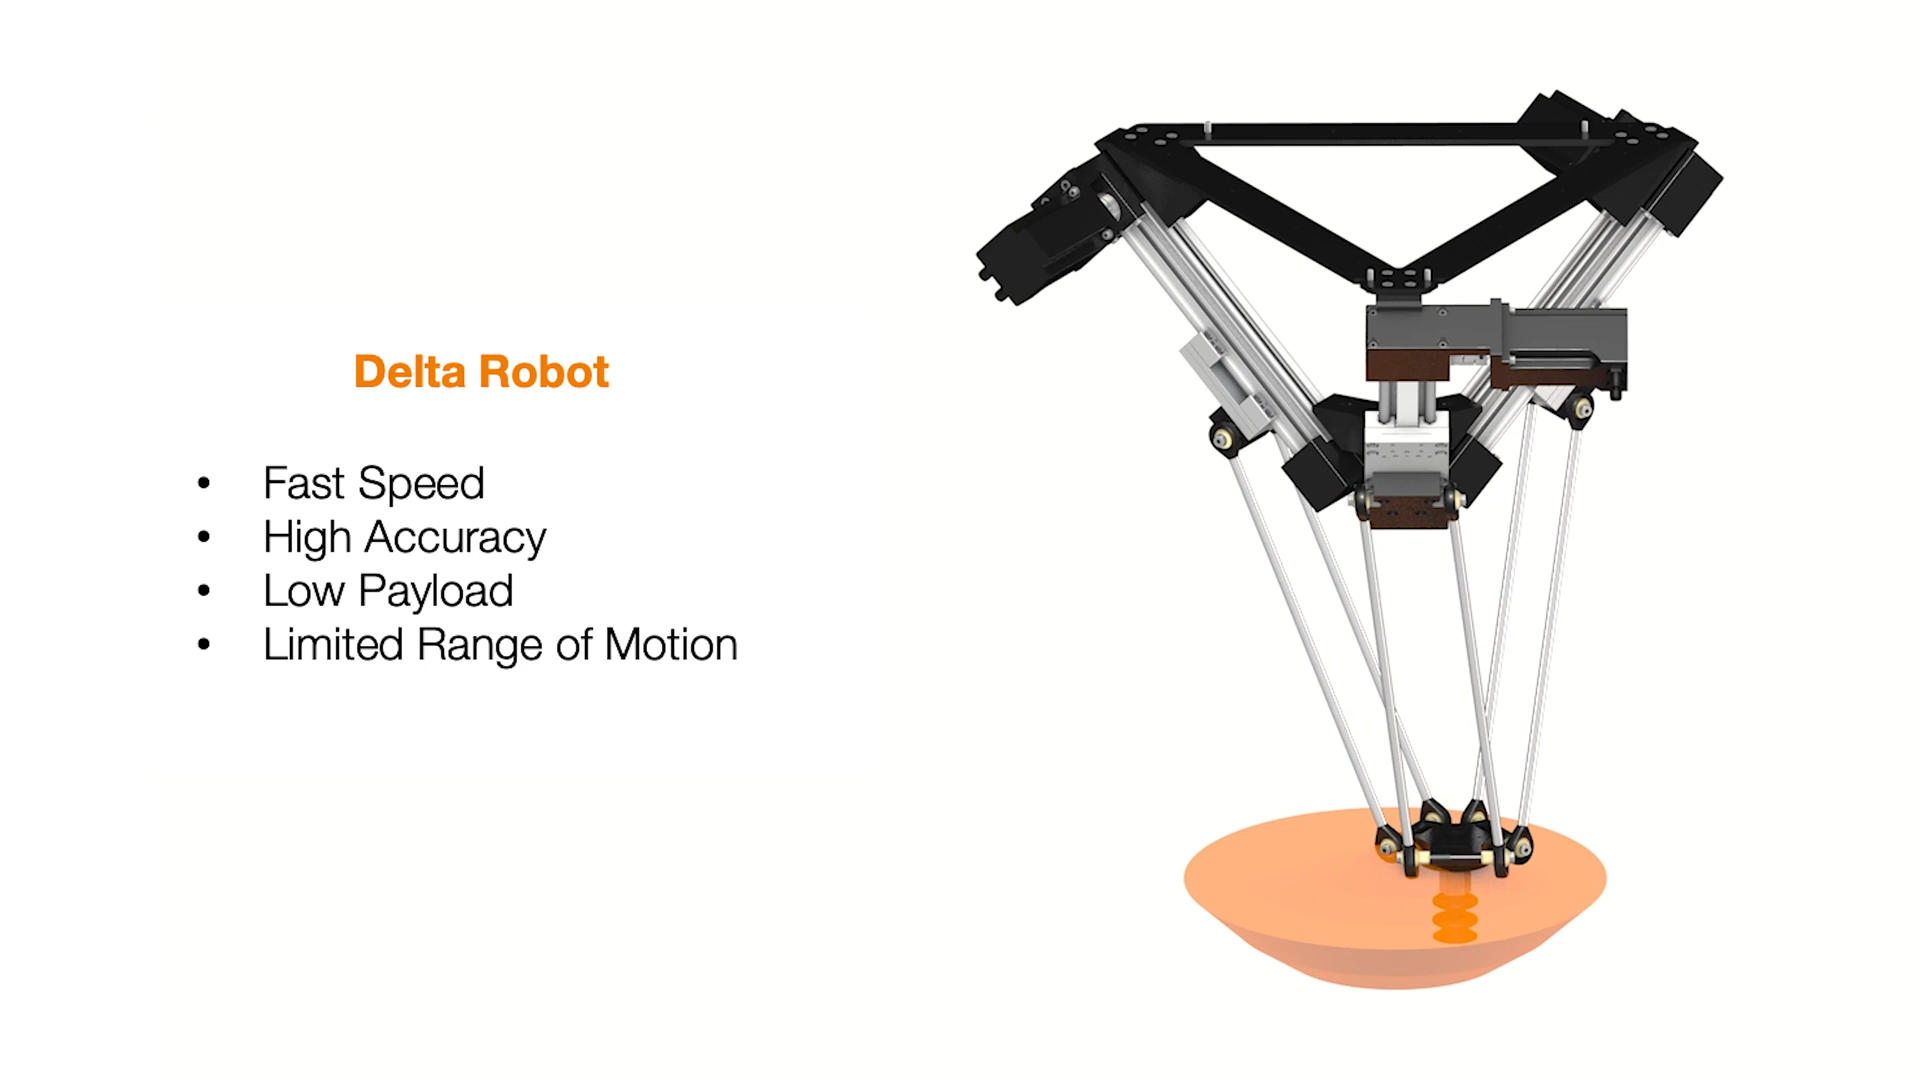 Delta Robot
• Fast Speed
• High Accuracy
• Low Payload
• Limited Range of Motion